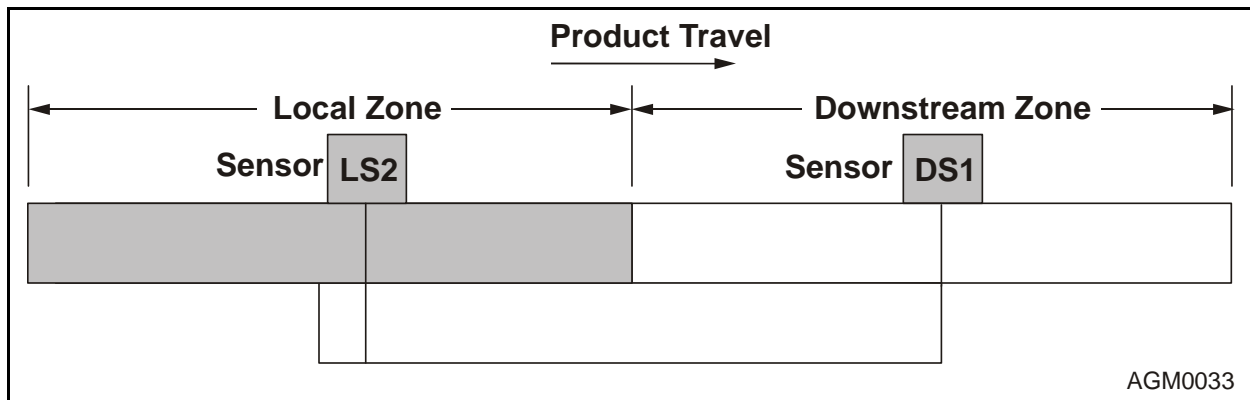 Product Travel
Local Zone
Downstream Zone
Sensor LS2
Sensor DS1
AGM0033